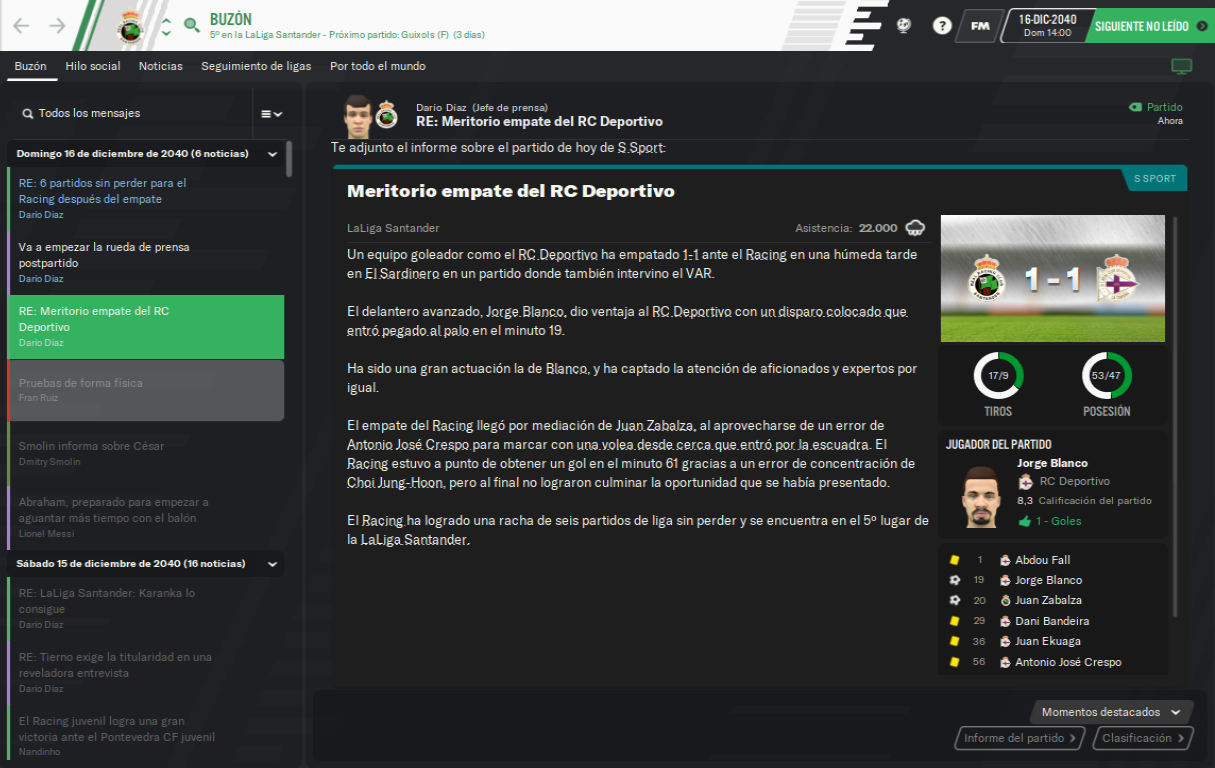 BUZÓN
5º en la LaLiga Santander - Próximo partido: Guixols (F) (3 días)
FM
16-DIC-2040
Dom 14:00
SIGUIENTE NO LEÍDO
Buzón
Hilo social
Noticias
Seguimiento de ligas
Por todo el mundo
Todos los mensajes
Domingo 16 de diciembre de 2040 (6 noticias)
RE: 6 partidos sin perder para el
Racing después del empate
Darío Díaz
Va a empezar la rueda de prensa
postpartido
Darío Díaz
RE: Meritorio empate del RC
Deportivo
Darío Díaz
Pruebas de forma física
Fran Ruiz
Smolin informa sobre César
Dmitry Smolin
Abraham, preparado para empezar a
aguantar más tiempo con el balón
Lionel Messi
Sábado 15 de diciembre de 2040 (16 noticias)
RE: LaLiga Santander: Karanka lo
consigue
Darío Díaz
RE: Tierno exige la titularidad en una
reveladora entrevista
Darío Díaz
El Racing juvenil logra una gran
victoria ante el Pontevedra CF juvenil
Nandinho
Darío Díaz (Jefe de prensa)
RE: Meritorio empate del RC Deportivo
Partido
Ahora
Te adjunto el informe sobre el partido de hoy de S Sport:
S SPORT
Meritorio empate del RC Deportivo
LaLiga Santander
Asistencia: 22.000
Un equipo goleador como el RC Deportivo ha empatado 1-1 ante el Racing en una húmeda tarde
en El Sardinero en un partido donde también intervino el VAR.
El delantero avanzado, Jorge Blanco, dio ventaja al RC Deportivo con un disparo colocado que
entró pegado al palo en el minuto 19.
Ha sido una gran actuación la de Blanco, y ha captado la atención de aficionados y expertos por
igual.
El empate del Racing llegó por mediación de Juan Zabalza, al aprovecharse de un error de
Antonio José Crespo para marcar con una volea desde cerca que entró por la escuadra. El
Racing estuvo a punto de obtener un gol en el minuto 61 gracias a un error de concentración de
Choi Jung-Hoon, pero al final no lograron culminar la oportunidad que se había presentado.
El Racing ha logrado una racha de seis partidos de liga sin perder y se encuentra en el 5º lugar de
la LaLiga Santander.
1 - 1
17/9
TIROS
53/47
POSESIÓN
JUGADOR DEL PARTIDO
Jorge Blanco
RC Deportivo
8,3 Calificación del partido
1 - Goles
1 Abdou Fall
19 Jorge Blanco
20 Juan Zabalza
29 Dani Bandeira
36 Juan Ekuaga
56 Antonio José Crespo
Momentos destacados
Informe del partido
Clasificación